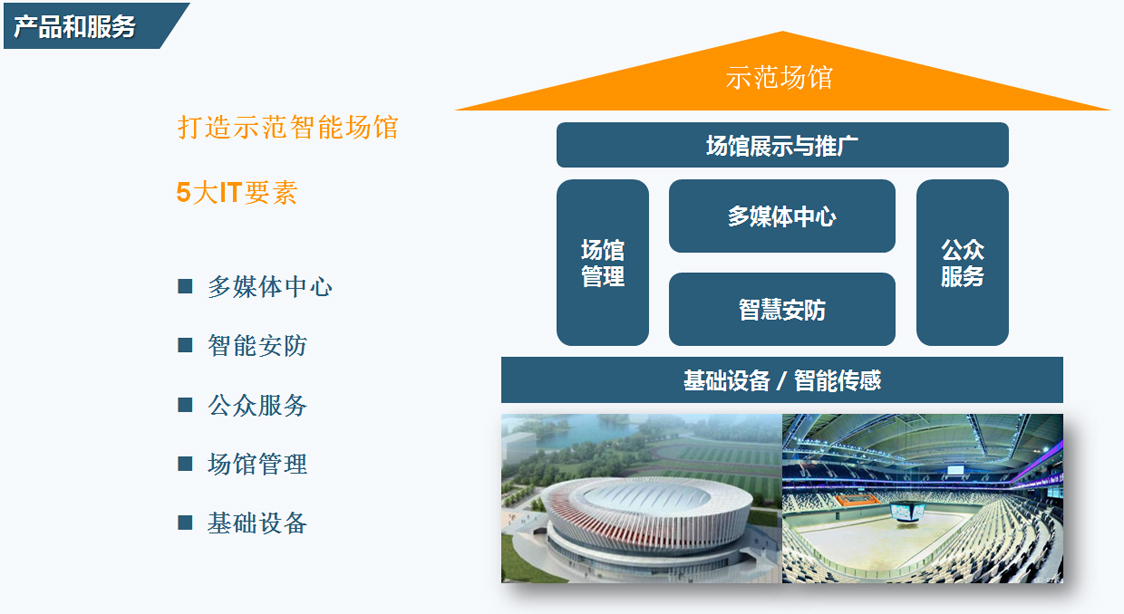 产品和服务
打造示范智能场馆
5大IT要素
■ 多媒体中心
■ 智能安防
■ 公众服务
■ 场馆管理
■ 基础设备
示范场馆
场馆展示与推广
场馆
管理
多媒体中心
智慧安防
公众
服务
基础设备 / 智能传感